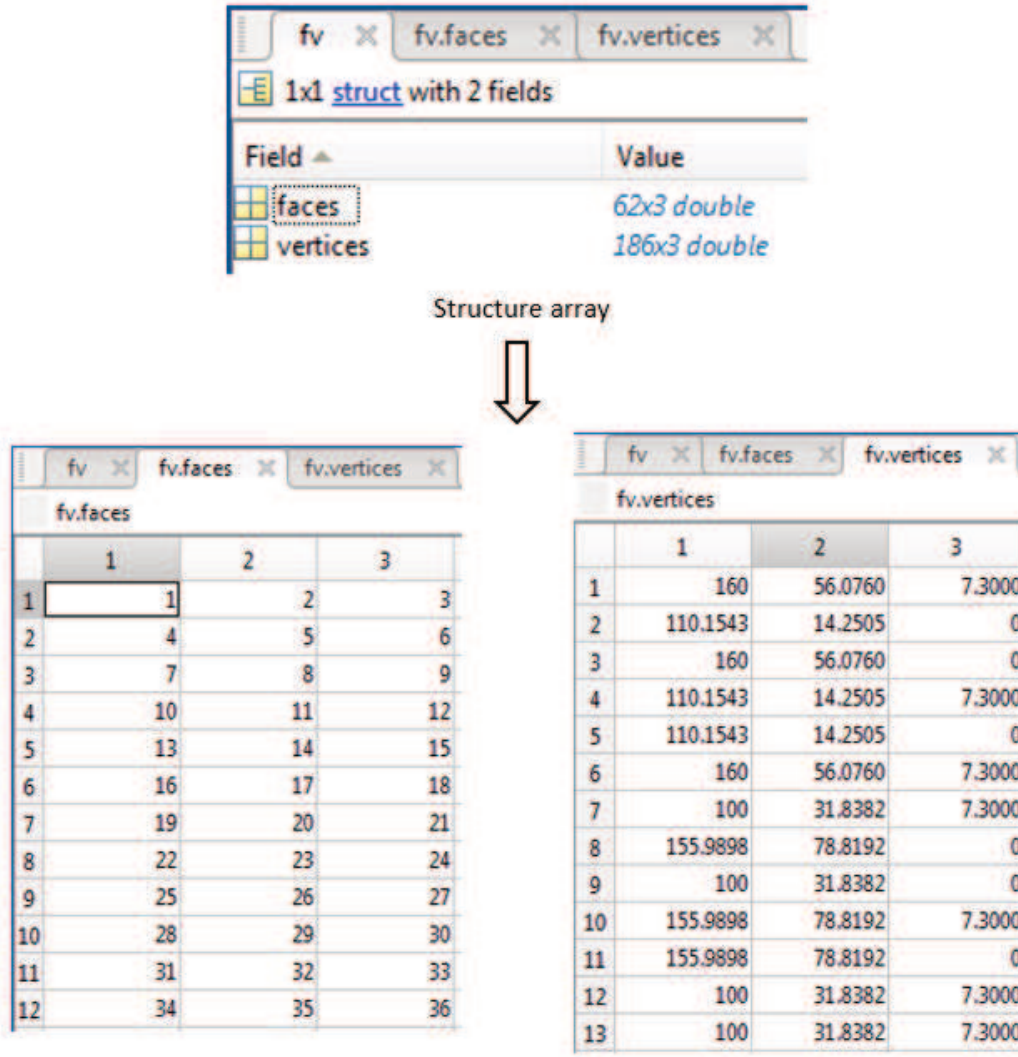 fv fv.faces fv.vertices
1x1 struct with 2 fields
Field Value
faces 62x3 double
vertices 186x3 double
Structure array
fv fv.faces fv.vertices
fv.faces
1 2 3
1 1 2 3
2 4 5 6
3 7 8 9
4 10 11 12
5 13 14 15
6 16 17 18
7 19 20 21
8 22 23 24
9 25 26 27
10 28 29 30
11 31 32 33
12 34 35 36
fv fv.faces fv.vertices
fv.vertices
1 2 3
1 160 56.0760 7.3000
2 110.1543 14.2505 0
3 160 56.0760 0
4 110.1543 14.2505 7.3000
5 110.1543 14.2505 0
6 160 56.0760 7.3000
7 100 31.8382 7.3000
8 155.9898 78.8192 0
9 100 31.8382 0
10 155.9898 78.8192 7.3000
11 155.9898 78.8192 0
12 100 31.8382 7.3000
13 100 31.8382 7.3000